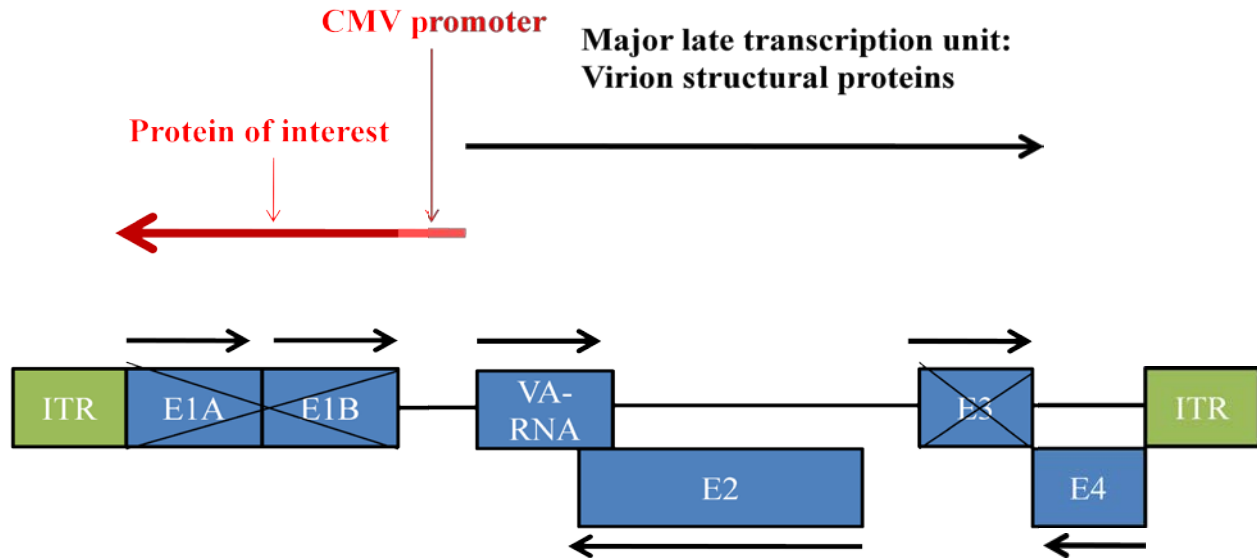 CMV promoter
Major late transcription unit:
Virion structural proteins
Protein of interest
ITR
E1A
E1B
VA-
RNA
E3
ITR
E2
E4